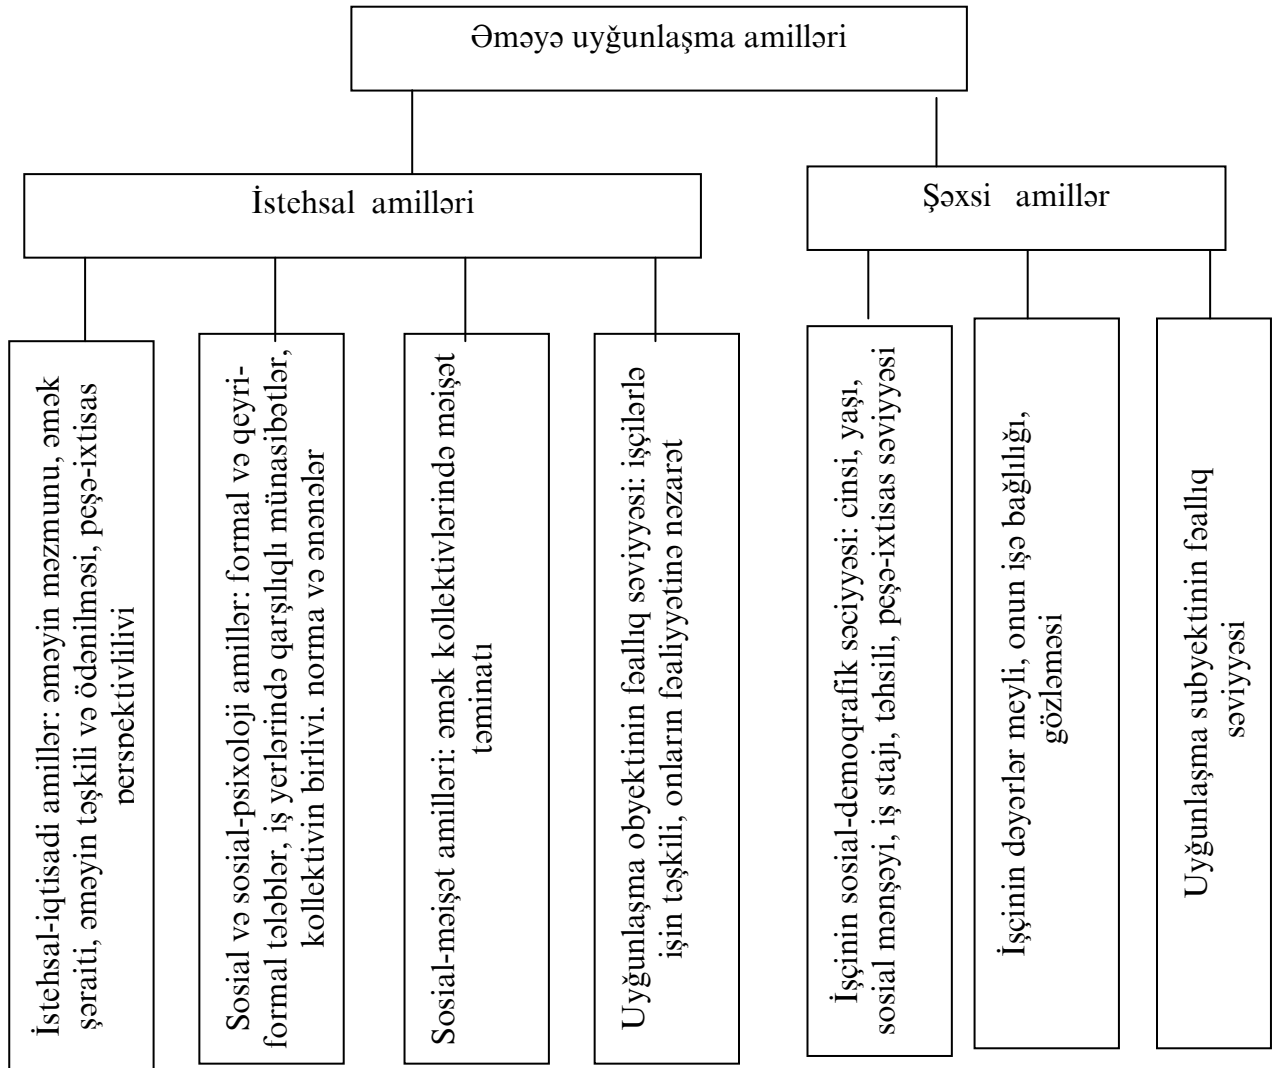 Əməyə uyğunlaşma amilləri
İstehsal amilləri
Şəxsi amillər
İstehsal-iqtisadi amillər: əməyin məzmunu, əmək
şəraiti, əməyin təşkili və ödənilməsi, peşə-ixtisas
perspektivlilivi
Sosial və sosial-psixoloji amillər: formal və qeyri-
formal tələblər, iş yerlərində qarşılıqlı münasibətlər,
kollektivin birlivi. norma və ənənələr
Sosial-məişət amilləri: əmək kollektivlərində məişət
təminatı
Uyğunlaşma obyektinin fəallıq səviyyəsi: işçilərlə
işin təşkili, onların fəaliyyətinə nəzarət
İşçinin sosial-demoqrafik səciyyəsi: cinsi, yaşı,
sosial mənşəyi, iş stajı, təhsili, peşə-ixtisas səviyyəsi
İşçinin dəyərlər meyli, onun işə bağlılığı,
gözləməsi
Uyğunlaşma subyektinin fəallıq
səviyyəsi